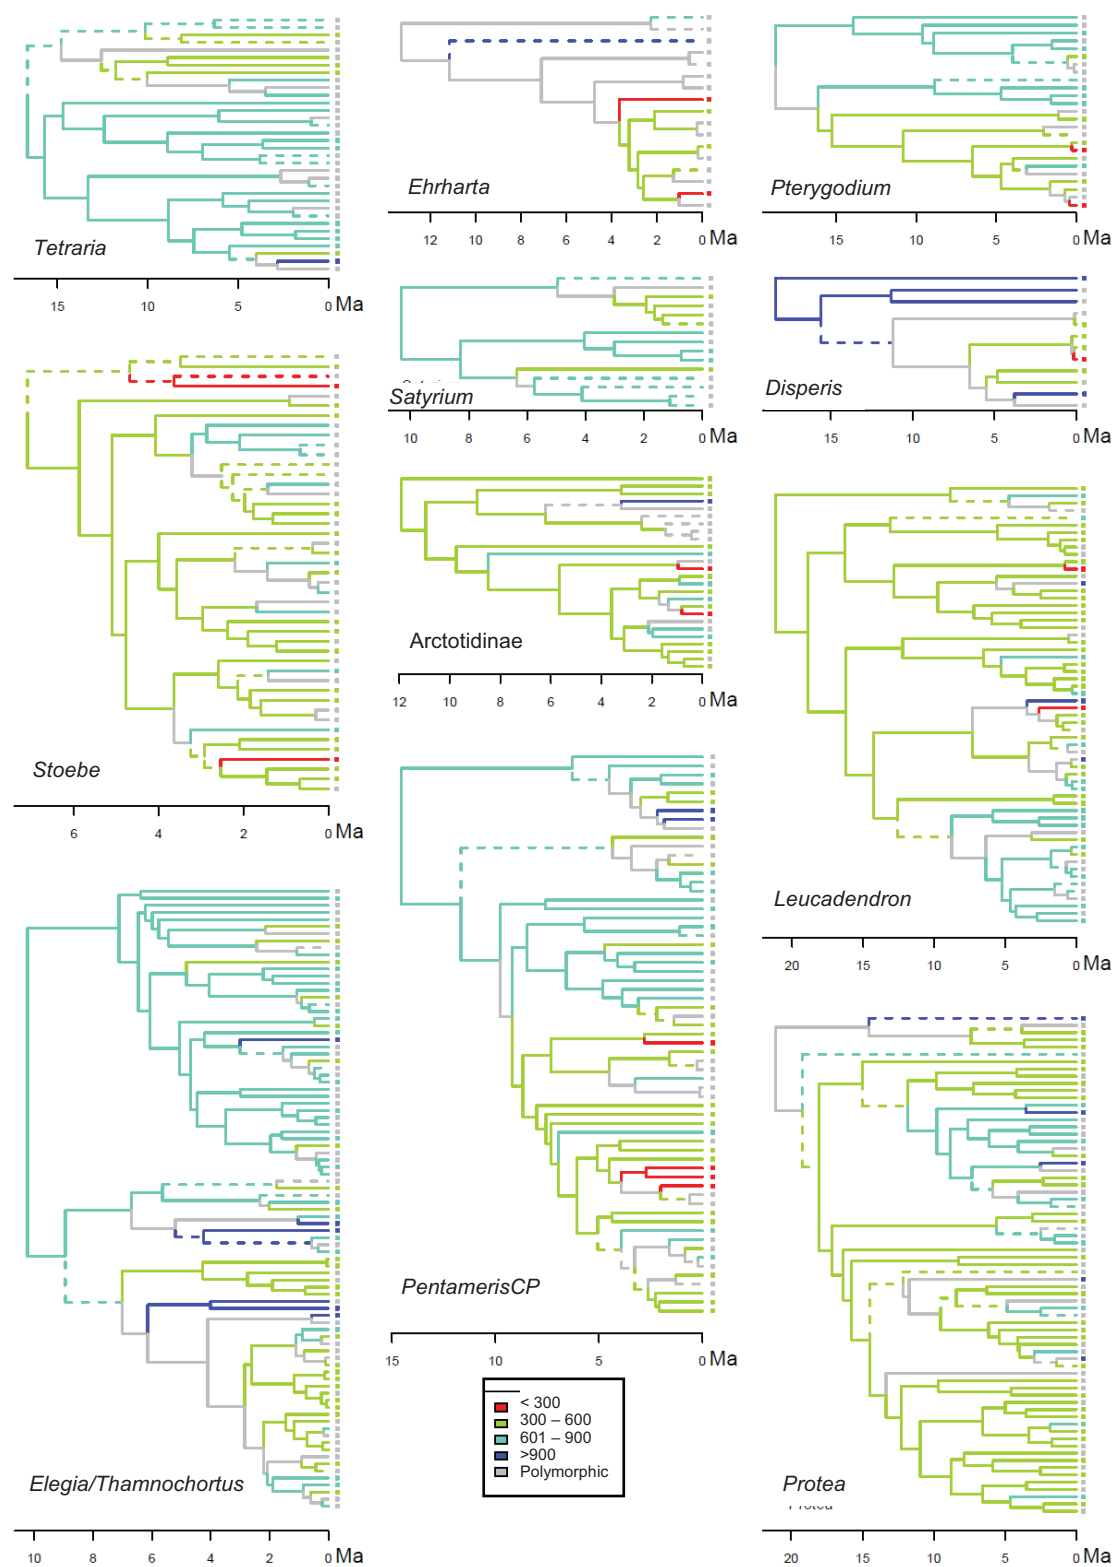 Tetraria
15 10 5 0 Ma
Ehrharta
12 10 8 6 4 2 0 Ma
Pterygodium
15 10 5 0 Ma
Satyrium
10 8 6 4 2 0
Disperis
15 10 5 0 Ma
Stoebe
6 4 2 0 Ma
Arctotidinae
12 10 8 6 4 2 0 Ma
Leucadendron
20 15 10 5 0 Ma
PentamerisCP
15 10 5 0 Ma
Elegia/Thamnochortus
10 8 6 4 2 0 Ma
Protea
20 15 10 5 0 Ma
< 300
300 – 600
601 – 900
>900
Polymorphic